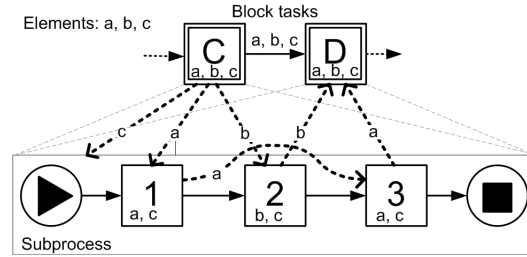 Block tasks
Elements: a, b, c
C
a, b, c
a, b, c
D
a, b, c
c
a
b
b
a
a
1
a, c
2
b, c
3
a, c
Subprocess